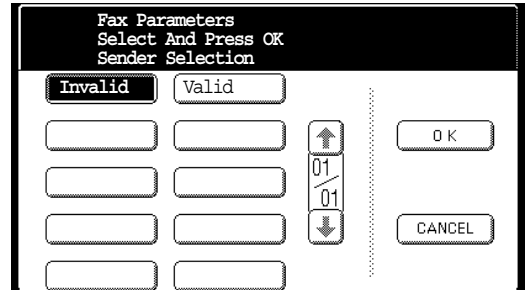 Fax Parameters
Select And Press OK
Sender Selection
Invalid Valid
OK
01
01
CANCEL